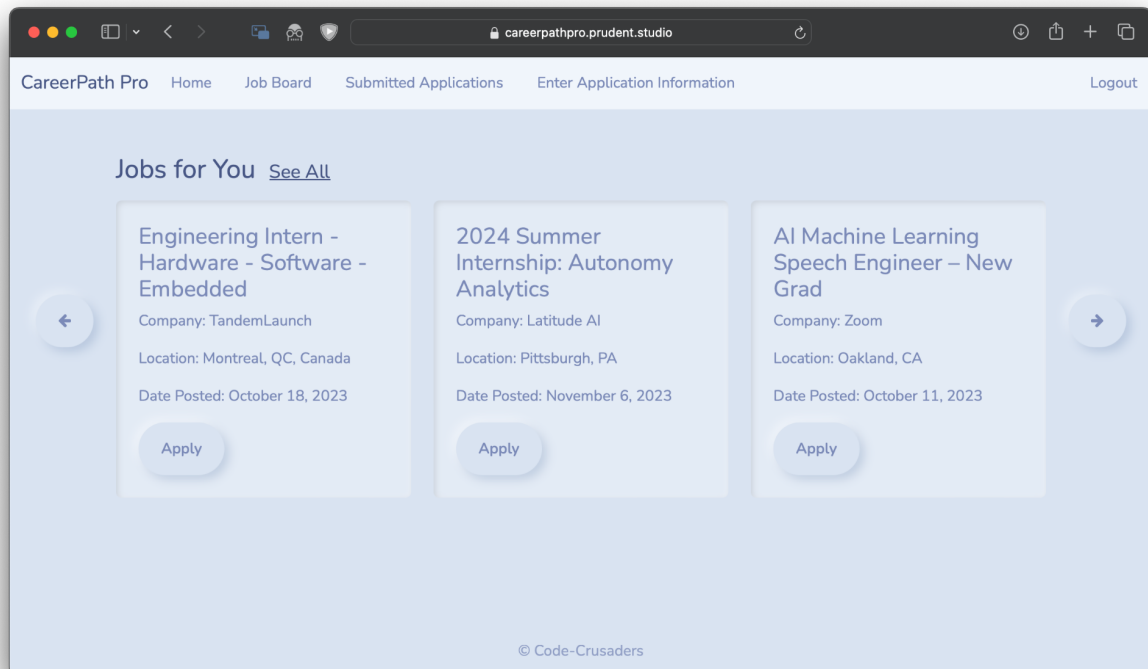 careerpathpro.prudent.studio
CareerPath Pro Home Job Board Submitted Applications Enter Application Information Logout
Jobs for You See All
Engineering Intern -
Hardware - Software -
Embedded
Company: TandemLaunch
Location: Montreal, QC, Canada
Date Posted: October 18, 2023
Apply
2024 Summer
Internship: Autonomy
Analytics
Company: Latitude AI
Location: Pittsburgh, PA
Date Posted: November 6, 2023
Apply
AI Machine Learning
Speech Engineer – New
Grad
Company: Zoom
Location: Oakland, CA
Date Posted: October 11, 2023
Apply
© Code-Crusaders